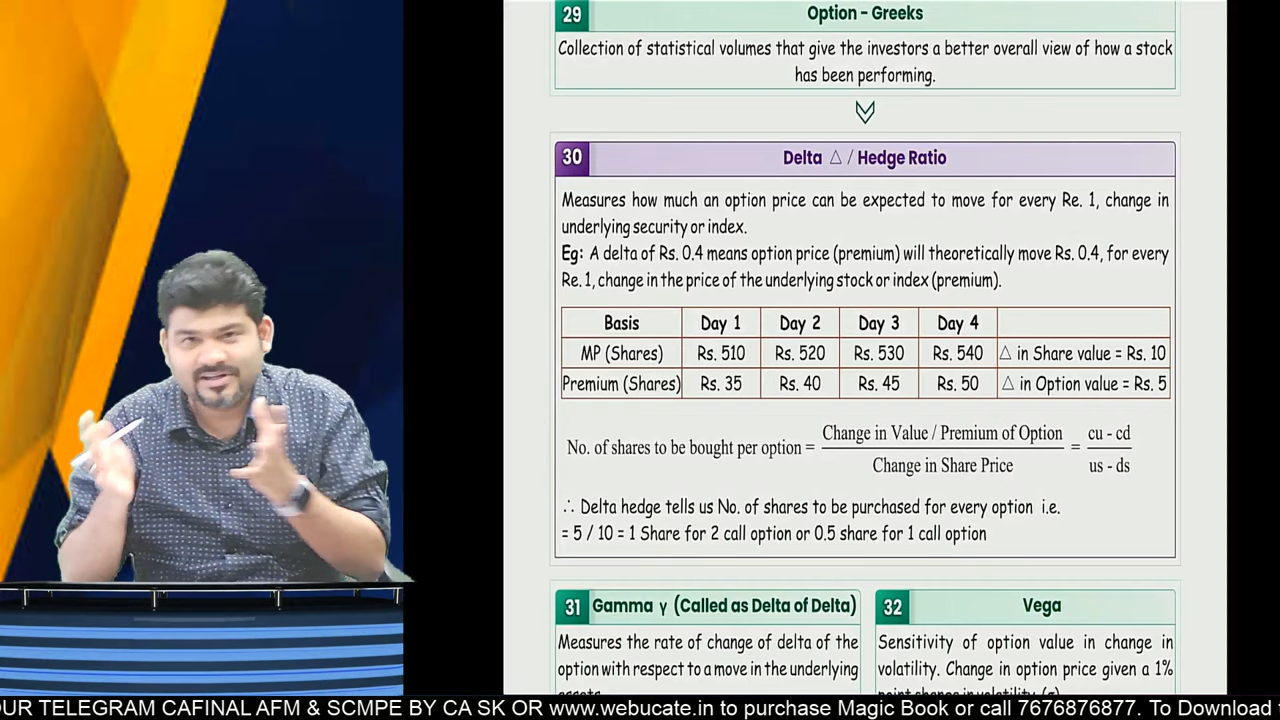 29
Option - Greeks
Collection of statistical volumes that give the investors a better overall view of how a stock
has been performing.
30
Delta △ / Hedge Ratio
Measures how much an option price can be expected to move for every Re. 1, change in
underlying security or index.
Eg: A delta of Rs. 0.4 means option price (premium) will theoretically move Rs. 0.4, for every
Re. 1, change in the price of the underlying stock or index (premium).
Basis Day 1 Day 2 Day 3 Day 4
MP (Shares) Rs. 510 Rs. 520 Rs. 530 Rs. 540 △ in Share value = Rs. 10
Premium (Shares) Rs. 35 Rs. 40 Rs. 45 Rs. 50 △ in Option value = Rs. 5
No. of shares to be bought per option = Change in Value / Premium of Option / Change in Share Price = cu - cd / us - ds
∴ Delta hedge tells us No. of shares to be purchased for every option i.e.
= 5 / 10 = 1 Share for 2 call option or 0.5 share for 1 call option
31 Gamma γ (Called as Delta of Delta)
Measures the rate of change of delta of the
option with respect to a move in the underlying
assets
32 Vega
Sensitivity of option value in change in
volatility. Change in option price given a 1%
point change in volatility. (σ)
OUR TELEGRAM CAFINAL AFM & SCMPE BY CA SK OR www.webucate.in to purchase Magic Book or call 7676876877. To Download